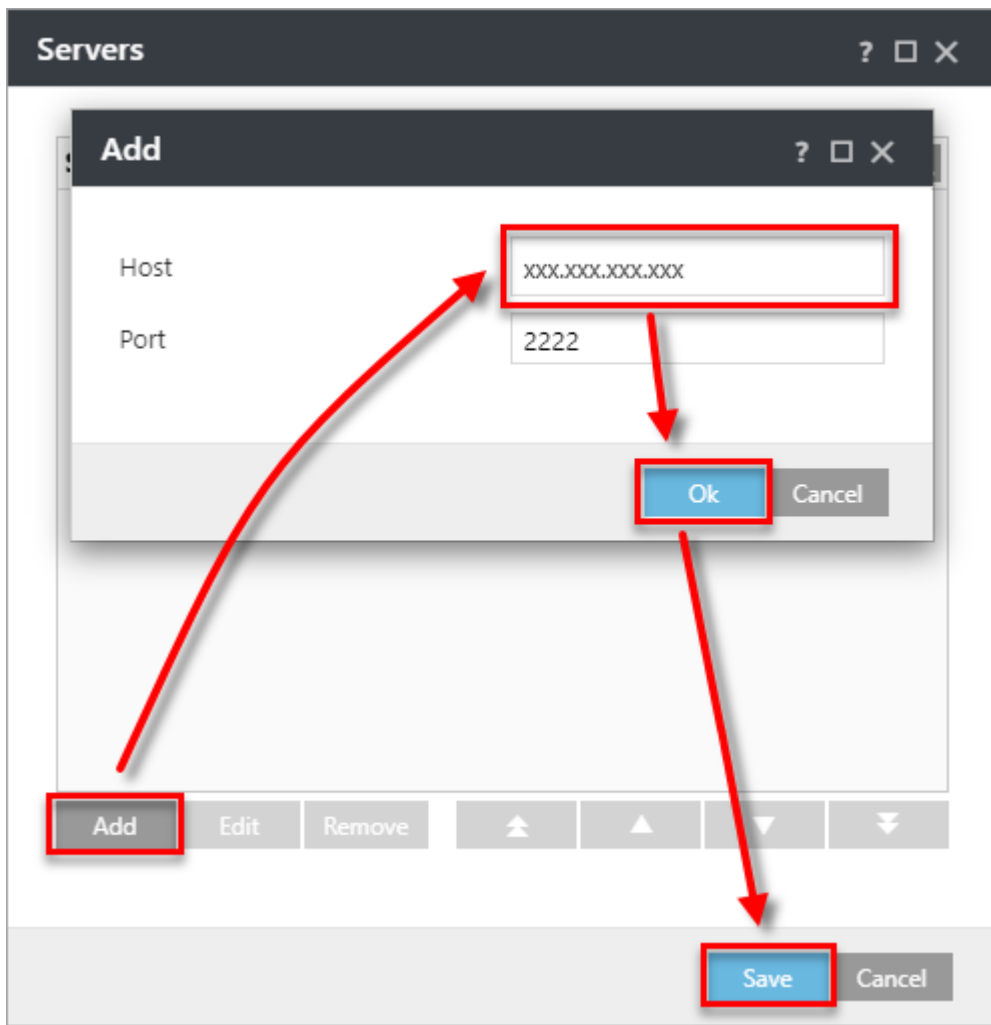 Servers
Add
Host
xxx.xxx.xxx.xxx
Port
2222
Ok Cancel
Add Edit Remove
Save Cancel